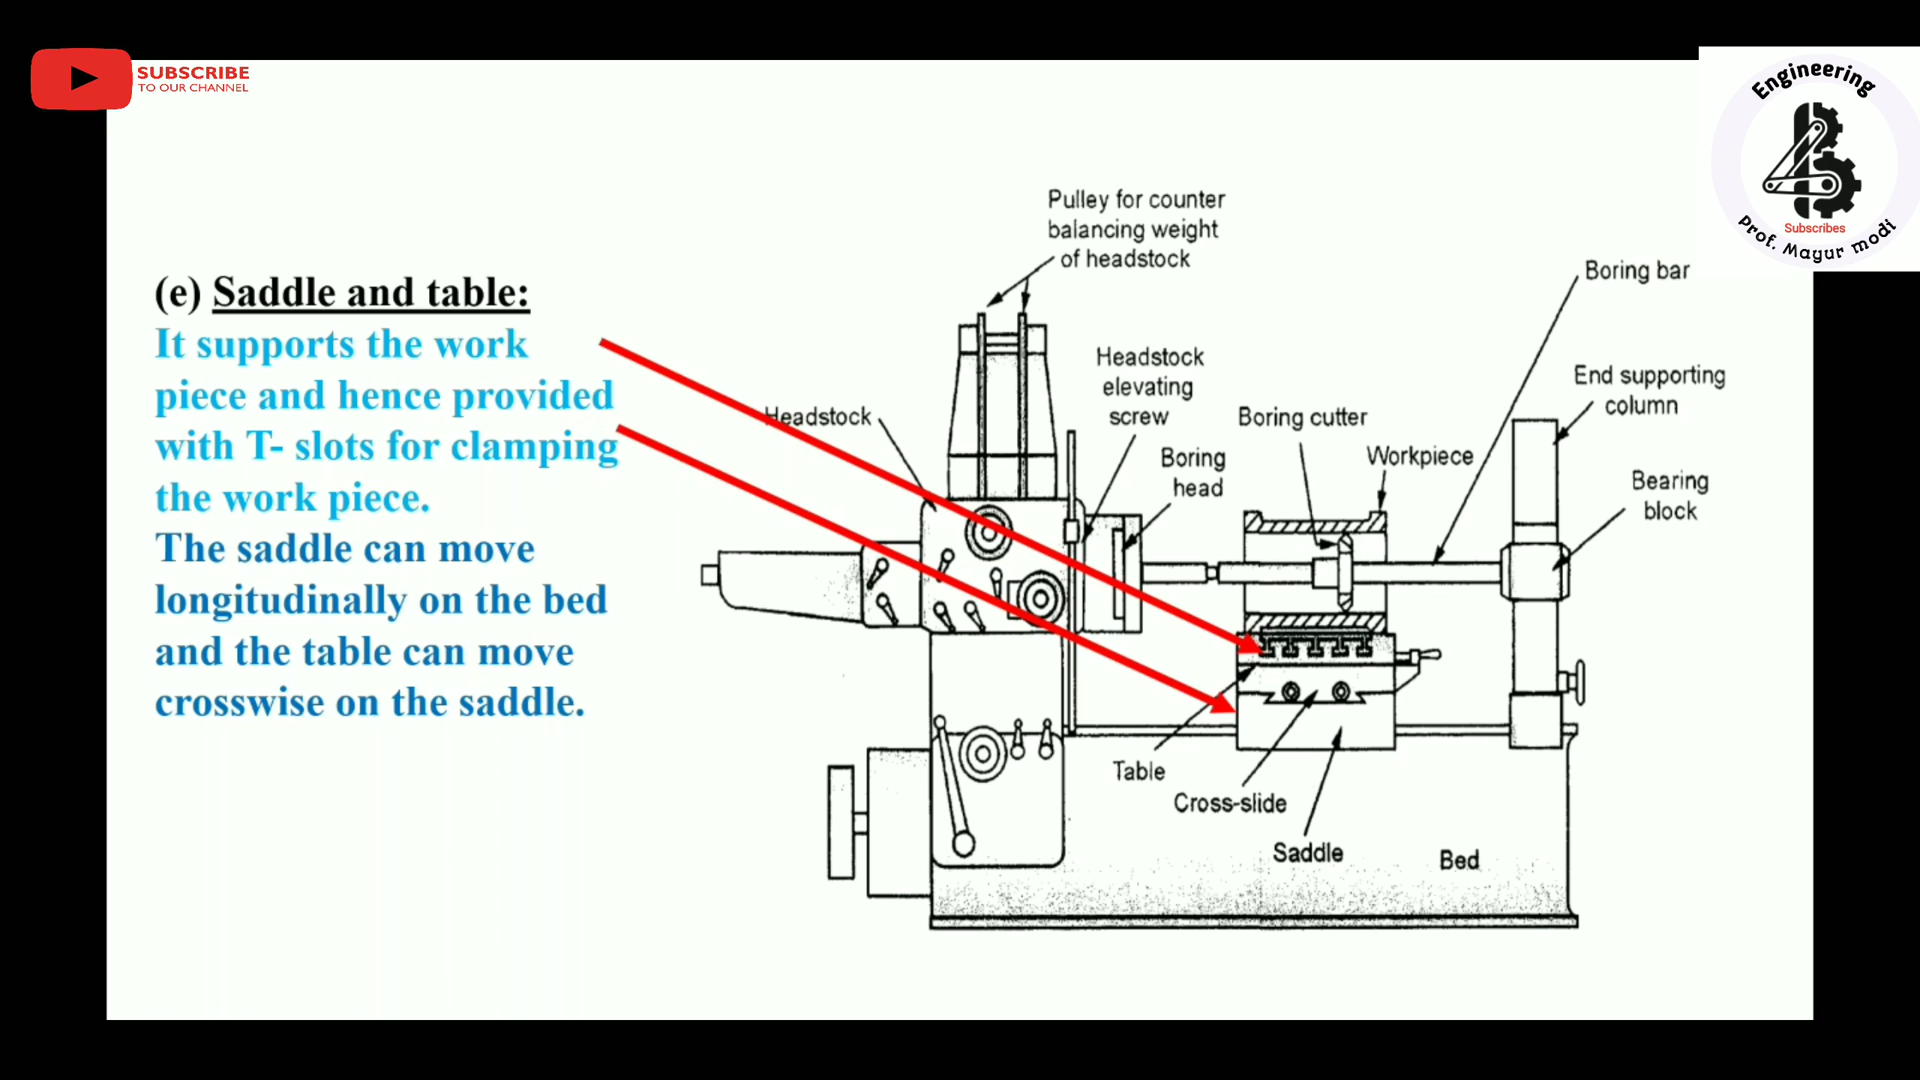 SUBSCRIBE
TO OUR CHANNEL
Engineering
Subscribes
Prof. Mayur modi
(e) Saddle and table:
It supports the work
piece and hence provided
with T- slots for clamping
the work piece.
The saddle can move
longitudinally on the bed
and the table can move
crosswise on the saddle.
Pulley for counter
balancing weight
of headstock
Boring bar
Headstock
elevating
screw
End supporting
column
Headstock
Boring cutter
Boring
head
Workpiece
Bearing
block
Table
Cross-slide
Saddle
Bed